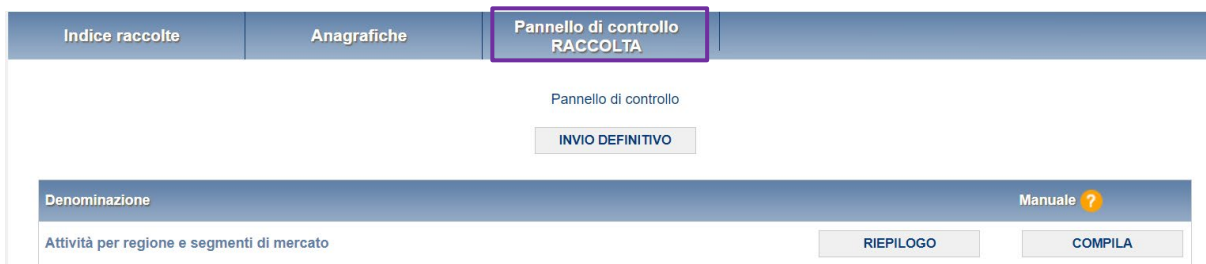 Indice raccolte
Anagrafiche
Pannello di controllo
RACCOLTA
Pannello di controllo
INVIO DEFINITIVO
Denominazione
Manuale ?
Attività per regione e segmenti di mercato
RIEPILOGO
COMPILA